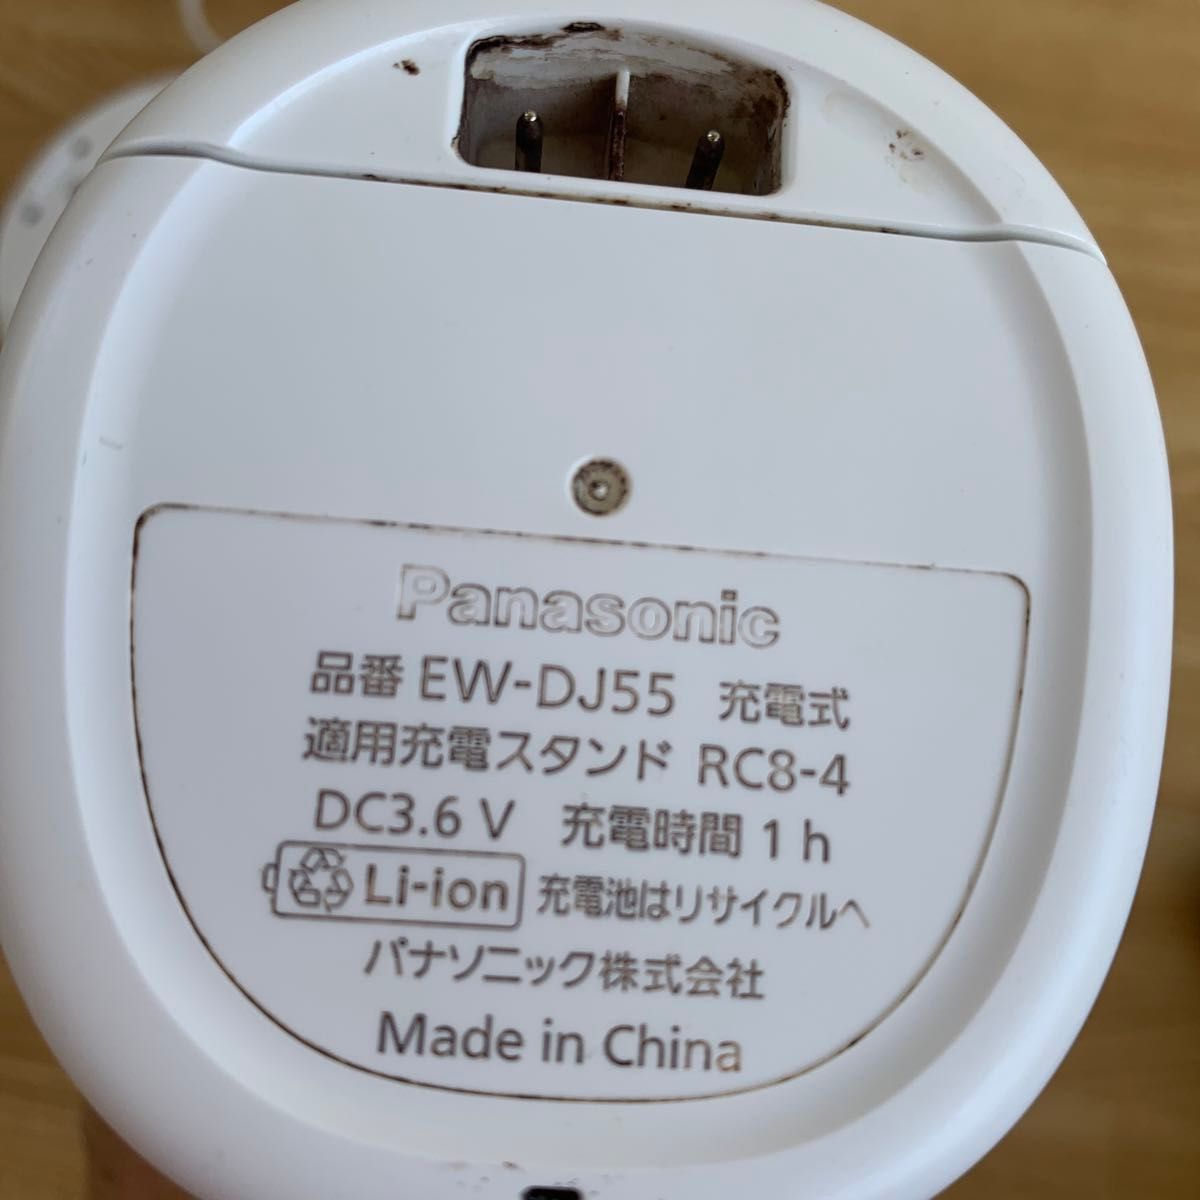 Panasonic
品番 EW-DJ55 充電式
適用充電スタンド RC8-4
DC3.6 V 充電時間 1 h
Li-ion 充電池はリサイクルへ
パナソニック株式会社
Made in China